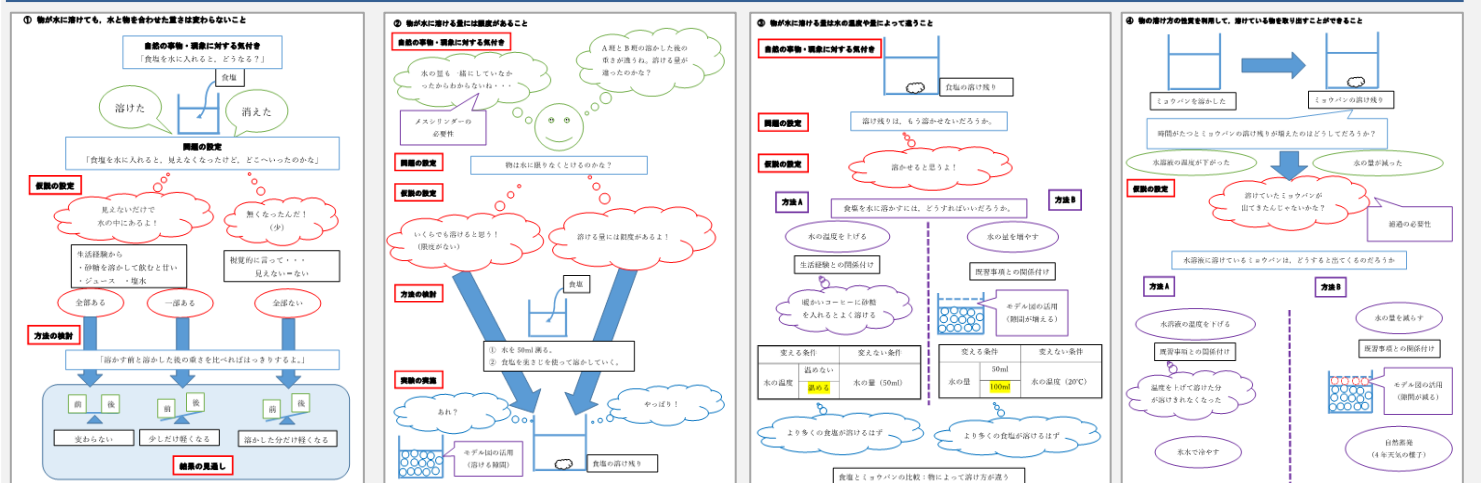 ① 物が水に溶けても、水と物を合わせた重さは変わらないこと
自然の事物・現象に対する気付き
「食塩を水に入れると、どうなる？」
食塩
溶けた
消えた
問題の設定
「食塩を水に入れると、見えなくなったけど、どこへいったのかな」
仮説の設定
見立ないだけで
水の中にあるよ！
無くなったんだ！
（少）
生活経験から
・砂糖を溶かして飲むと甘い
・ジュース ・塩水
視覚的に言って・・・
見えない＝ない
全部ある
一部ある
全部ない
方法の検討
「溶かす前と溶かした後の重さを比べればはっきりするよ。」
前
後
前
後
前
後
変わらない
少しだけ軽くなる
溶かした分だけ軽くなる
結果の見通し
② 物が水に溶ける量には限度があること
自然の事物・現象に対する気付き
水の量も一緒にしていなか
ったからわからないね・・・
A班とB班の溶かした後の
重さが違うね。溶ける量が
違ったのかな？
メスシリンダーの
必要性
問題の設定
物は水に限りなくとけるのかな？
仮説の設定
いくらでも溶けると思う！
（限度がない）
溶ける量には限度があるよ！
方法の検討
食塩
① 水を50ml測る。
② 食塩を薬さじを使って溶かしていく。
実験の実施
あれ？
やっぱり！
モデル図の活用
（溶ける隙間）
食塩の溶け残り
③ 物が水に溶ける量は水の温度や量によって違うこと
自然の事物・現象に対する気付き
食塩の溶け残り
問題の設定
溶け残りは、もう溶かせないだろうか。
仮説の設定
溶かせると思うよ！
方法A
方法B
食塩を水に溶かすには、どうすればいいだろうか。
水の温度を上げる
水の量を増やす
生活経験との関係付け
既習事項との関係付け
暖かいコーヒーに砂糖
を入れるとよく溶ける
モデル図の活用
（隙間が増える）
変える条件
変えない条件
水の温度
温めない
温める
水の量（50ml）
変える条件
変えない条件
水の量
50ml
100ml
水の温度（20℃）
より多くの食塩が溶けるはず
より多くの食塩が溶けるはず
食塩とミョウバンの比較：物によって溶け方が違う
④ 物の溶け方の性質を利用して、溶けている物を取り出すことができること
ミョウバンを溶かした
ミョウバンの溶け残り
時間がたつとミョウバンの溶け残りが増えたのはどうしてだろうか？
水溶液の温度が下がった
水の量が減った
仮説の設定
溶けていたミョウバンが
出てきたんじゃないかな？
濾過の必要性
水溶液に溶けているミョウバンは、どうすると出てくるのだろうか
方法A
方法B
水溶液の温度を下げる
水の量を減らす
既習事項との関係付け
既習事項との関係付け
温度を上げて溶けた分
が溶けきれなくなった
モデル図の活用
（隙間が減る）
氷水で冷やす
自然蒸発
（4年天気の様子）